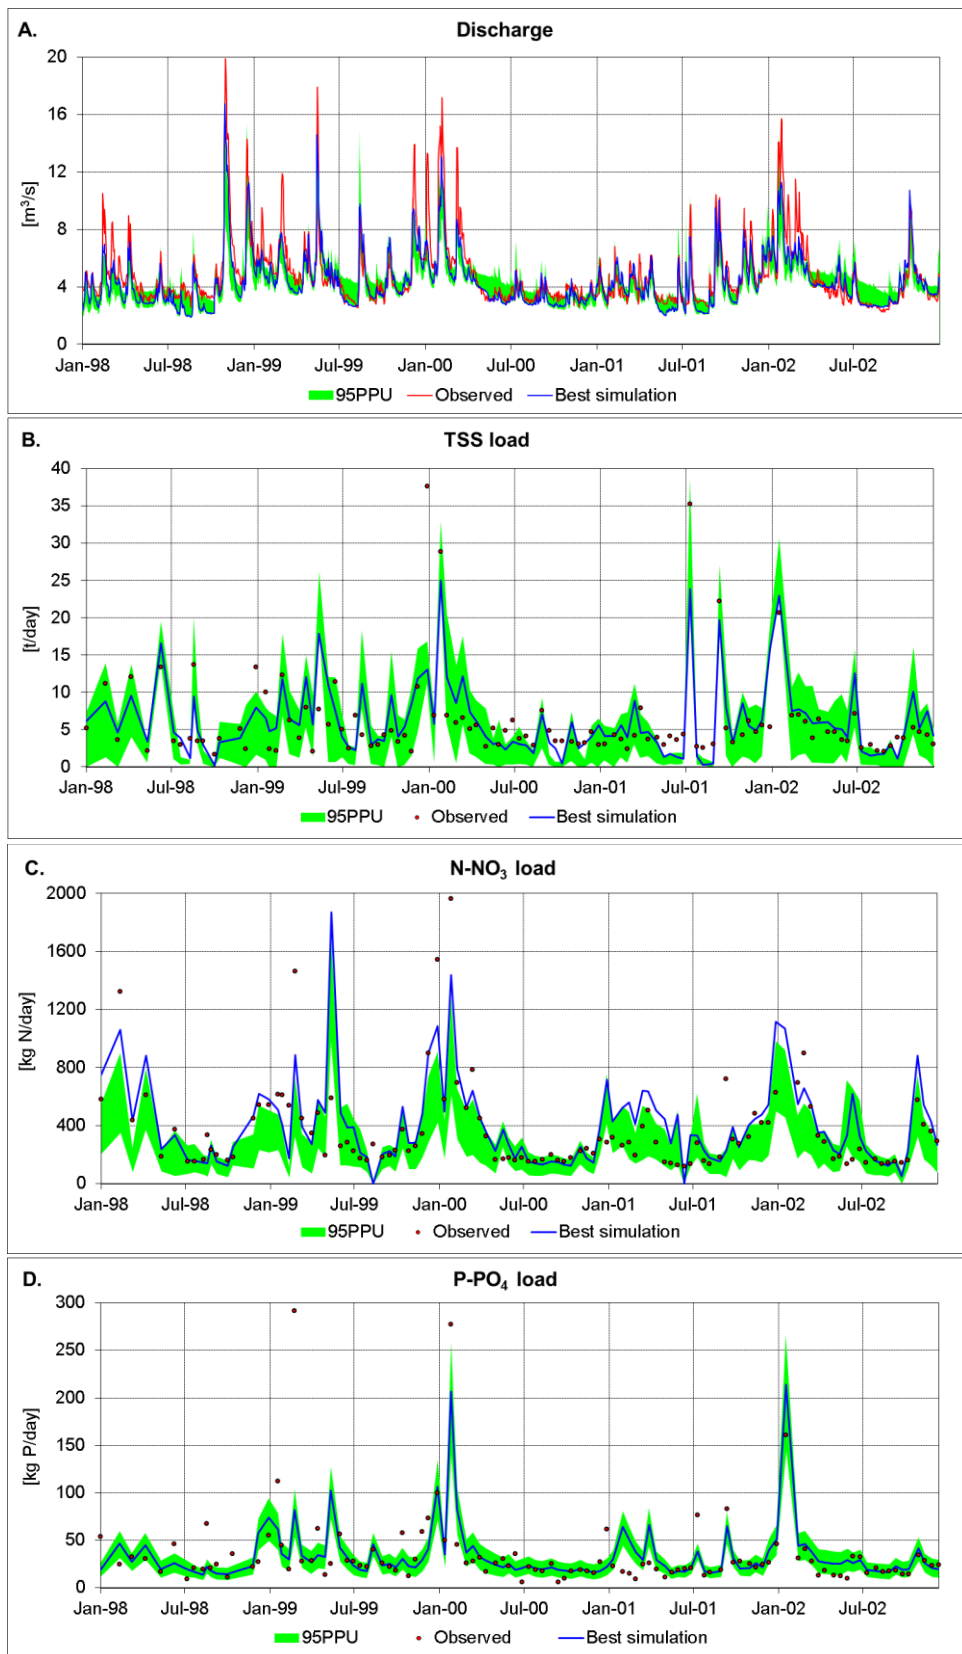 A. Discharge
[m³/s]
20
16
12
8
4
0
Jan-98 Jul-98 Jan-99 Jul-99 Jan-00 Jul-00 Jan-01 Jul-01 Jan-02 Jul-02
95PPU Observed Best simulation
B. TSS load
[t/day]
40
35
30
25
20
15
10
5
0
Jan-98 Jul-98 Jan-99 Jul-99 Jan-00 Jul-00 Jan-01 Jul-01 Jan-02 Jul-02
95PPU Observed Best simulation
C. N-NO₃ load
[kg N/day]
2000
1600
1200
800
400
0
Jan-98 Jul-98 Jan-99 Jul-99 Jan-00 Jul-00 Jan-01 Jul-01 Jan-02 Jul-02
95PPU Observed Best simulation
D. P-PO₄ load
[kg P/day]
300
250
200
150
100
50
0
Jan-98 Jul-98 Jan-99 Jul-99 Jan-00 Jul-00 Jan-01 Jul-01 Jan-02 Jul-02
95PPU Observed Best simulation